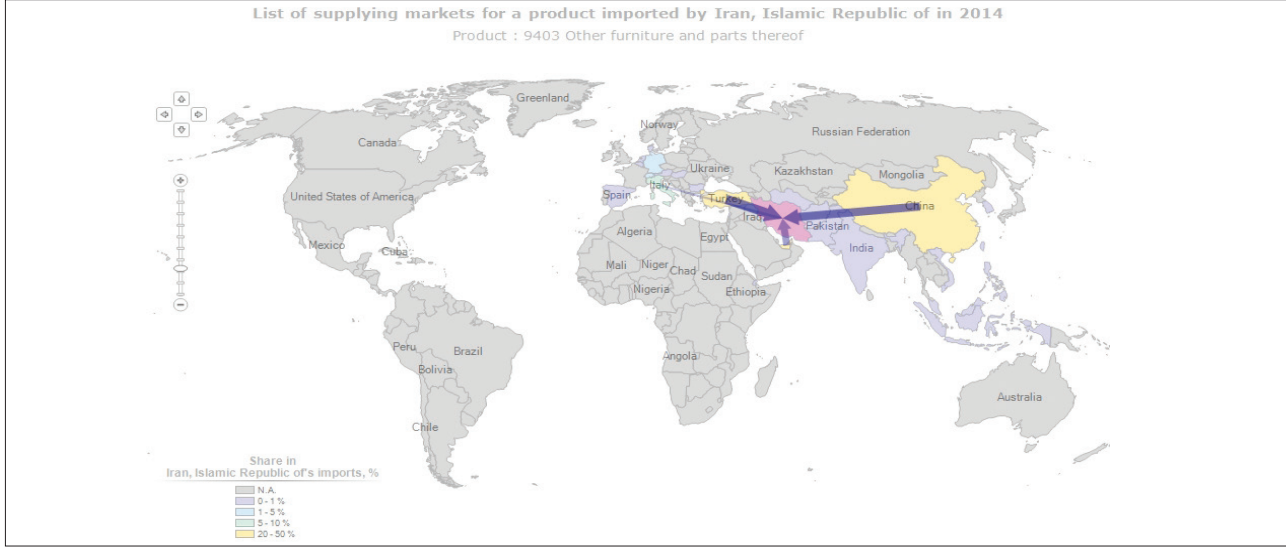 List of supplying markets for a product imported by Iran, Islamic Republic of in 2014
Product : 9403 Other furniture and parts thereof
Greenland
Norway
Russian Federation
Canada
Ukraine
Kazakhstan
Mongolia
United States of America
Spain
Italy
Turkey
China
Iraq
Pakistan
Mexico
Cuba
Algeria
Egypt
India
Mali
Niger
Chad
Sudan
Nigeria
Ethiopia
Peru
Brazil
Angola
Bolivia
Australia
Chile
Share in
Iran, Islamic Republic of's imports, %
N.A.
0 - 1 %
1 - 5 %
5 - 10 %
20 - 50 %